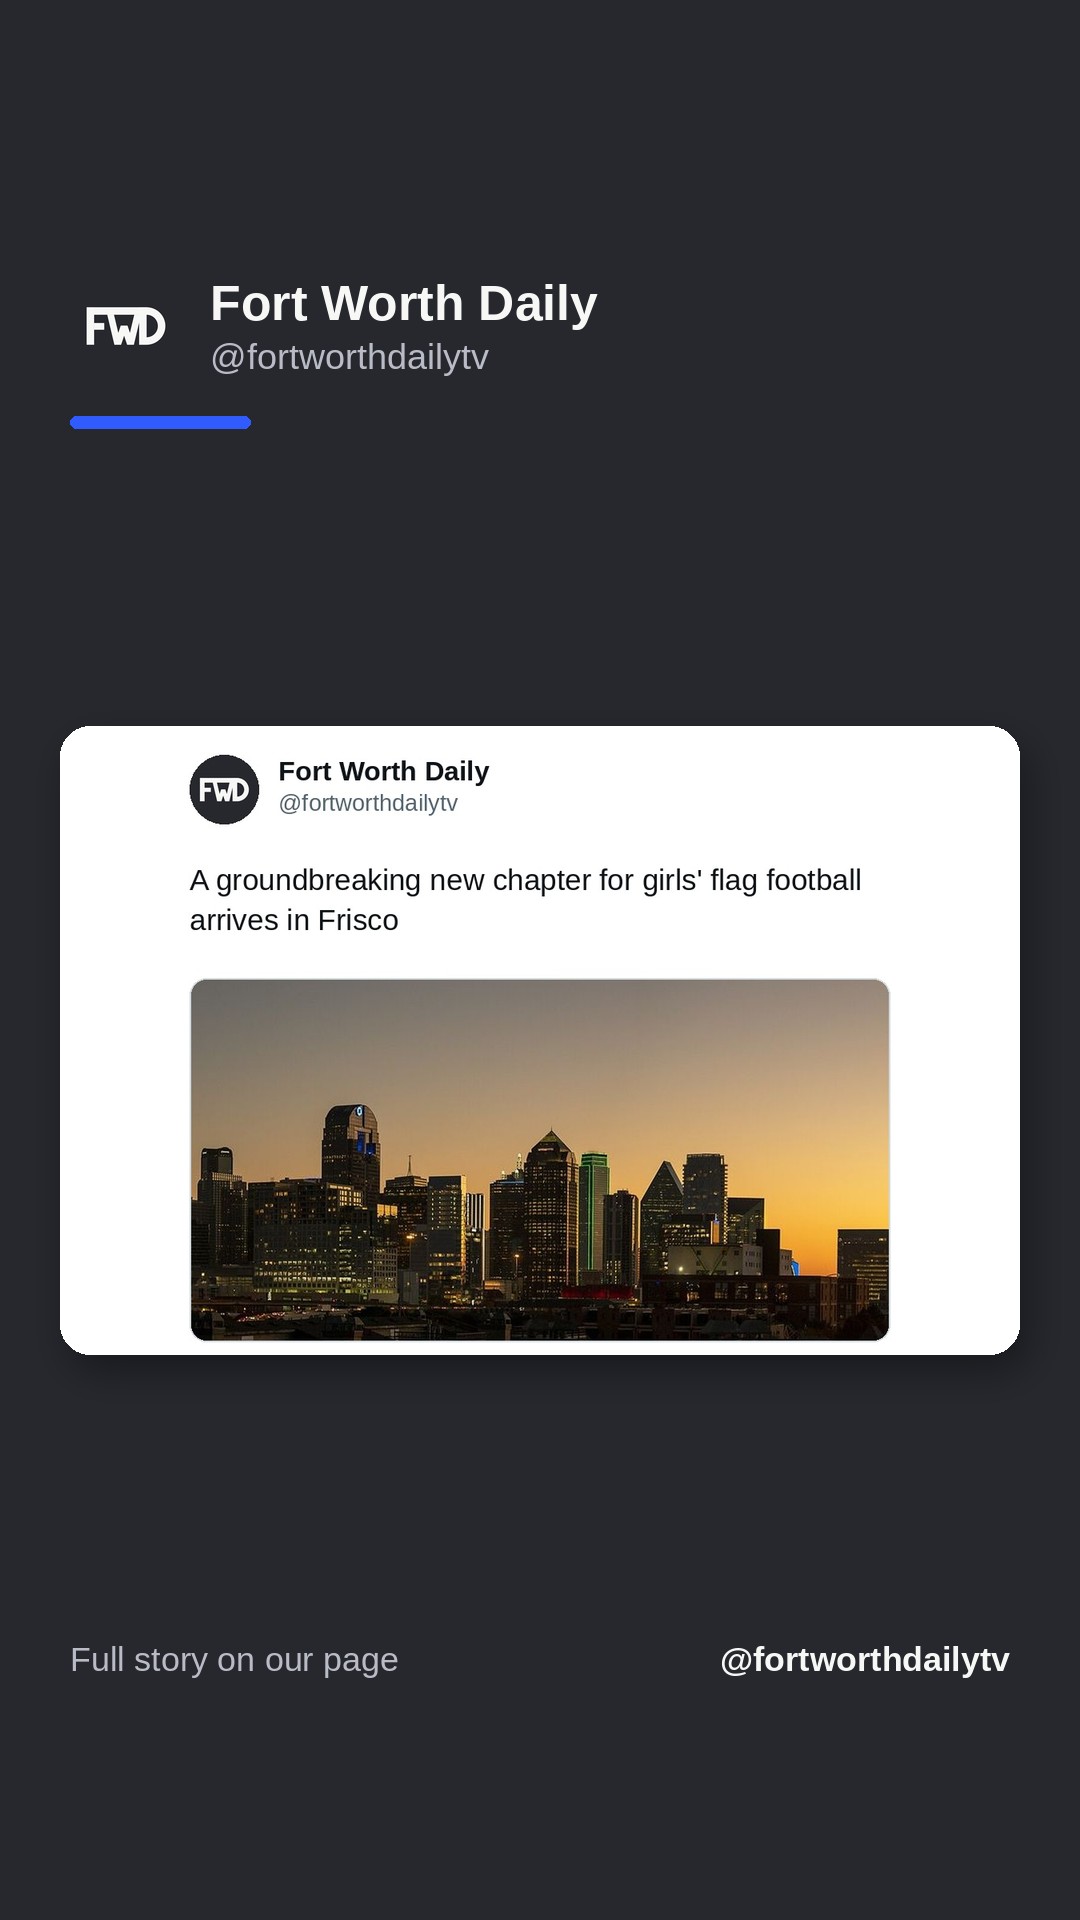 FWD
Fort Worth Daily
@fortworthdailytv
FWD
Fort Worth Daily
@fortworthdailytv
A groundbreaking new chapter for girls' flag football
arrives in Frisco
Full story on our page
@fortworthdailytv